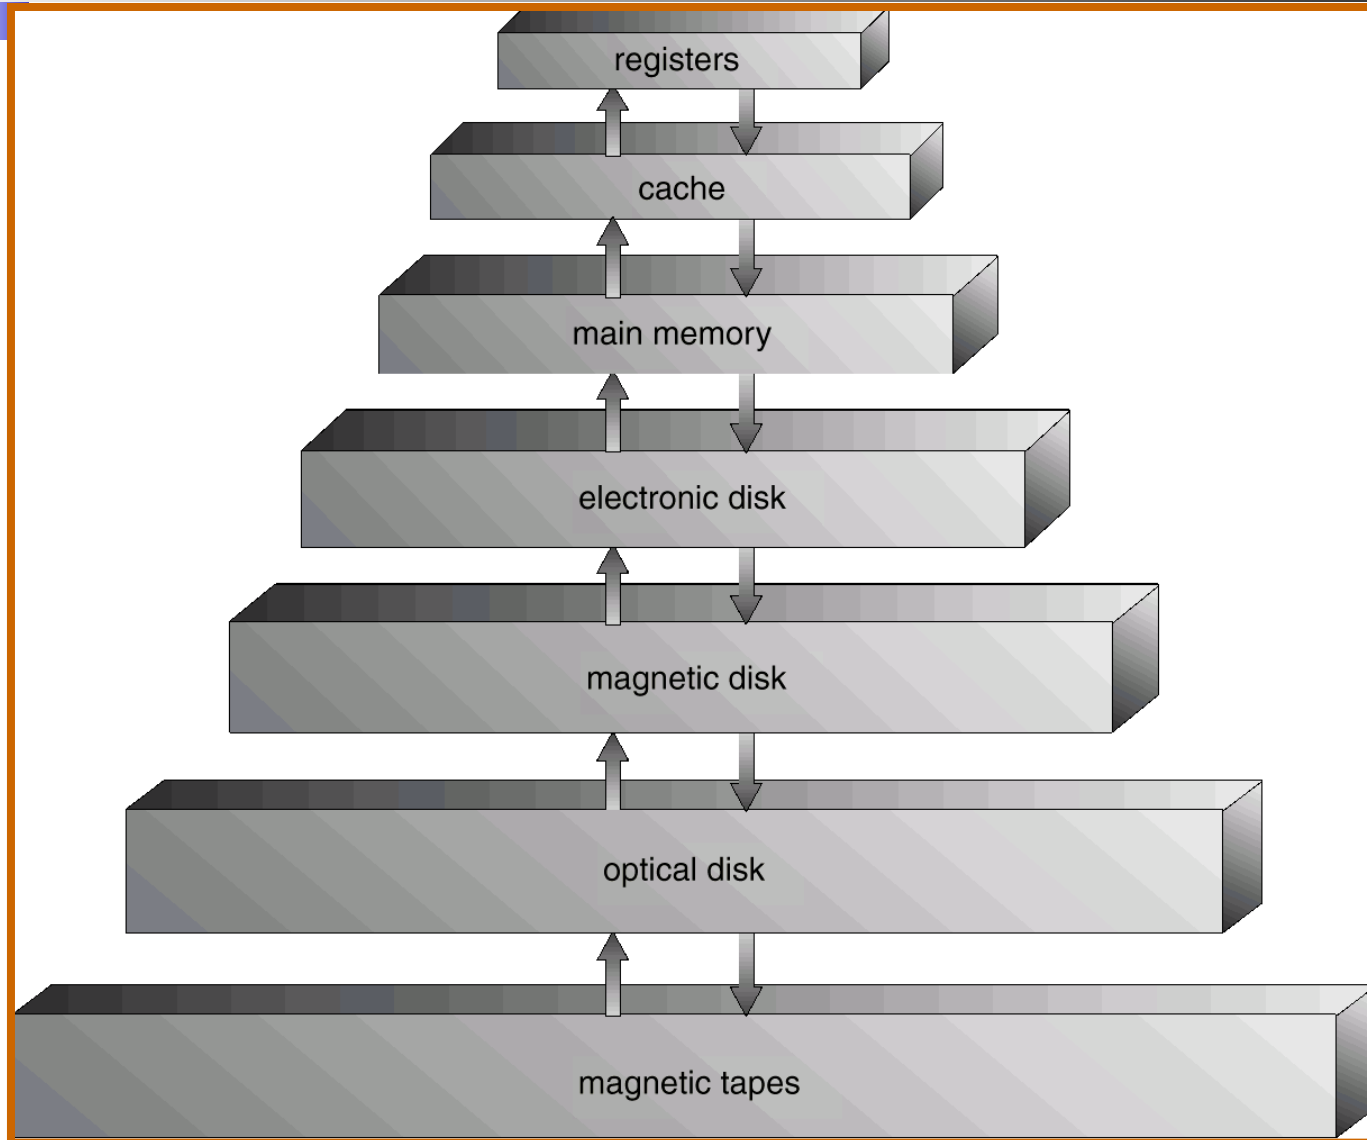 registers
cache
main memory
electronic disk
magnetic disk
optical disk
magnetic tapes